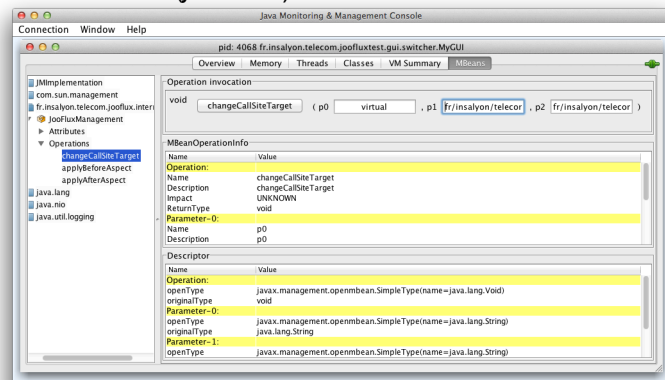 Java Monitoring & Management Console
Connection Window Help
pid: 4068 fr.insalyon.telecom.joofluxtest.gui.switcher.MyGUI
Overview Memory Threads Classes VM Summary MBeans
JMImplementation
com.sun.management
fr.insalyon.telecom.jooflux.intern
JooFluxManagement
Attributes
Operations
changeCallSiteTarget
applyBeforeAspect
applyAfterAspect
java.lang
java.nio
java.util.logging
Operation invocation
void changeCallSiteTarget ( p0 virtual , p1 fr/insalyon/telecor , p2 fr/insalyon/telecor )
MBeanOperationInfo
Name Value
Operation:
Name changeCallSiteTarget
Description changeCallSiteTarget
Impact UNKNOWN
ReturnType void
Parameter-0:
Name p0
Description p0
Descriptor
Name Value
Operation:
openType javax.management.openmbean.SimpleType(name=java.lang.Void)
originalType void
Parameter-0:
openType javax.management.openmbean.SimpleType(name=java.lang.String)
originalType java.lang.String
Parameter-1:
openType javax.management.openmbean.SimpleType(name=java.lang.String)